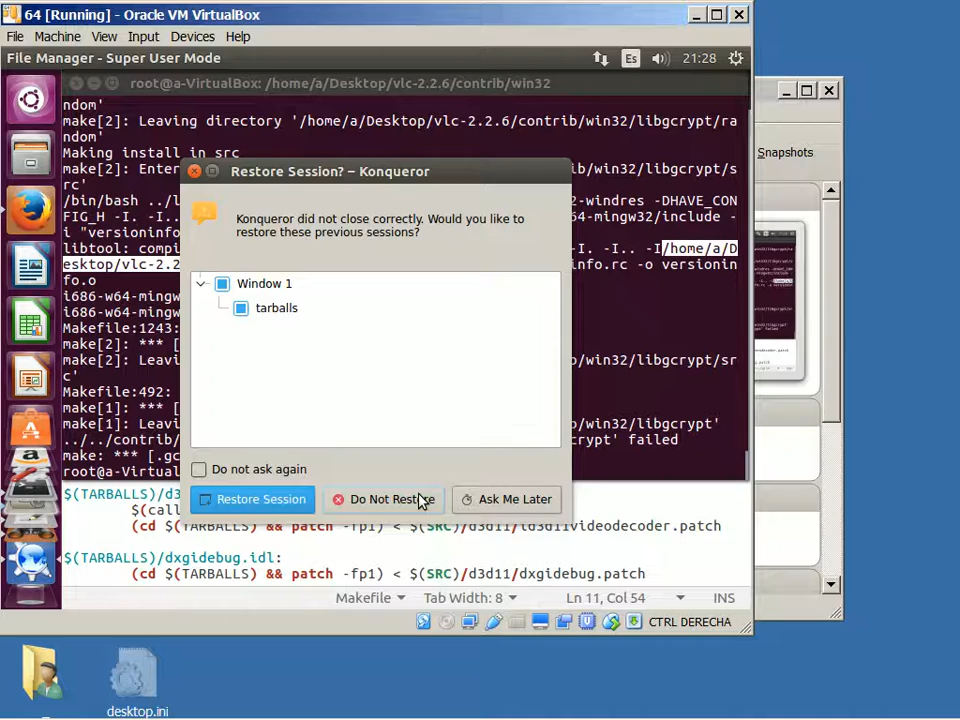 64 [Running] - Oracle VM VirtualBox
File Machine View Input Devices Help
File Manager - Super User Mode
Es
21:28
root@a-VirtualBox: /home/a/Desktop/vlc-2.2.6/contrib/win32
Snapshots
ndom'
make[2]: Leaving directory '/home/a/Desktop/vlc-2.2.6/contrib/win32/libgcrypt/ra
ndom'
Making install in src
make[2]: Enter
/win32/libgcrypt/s
rc'
/bin/bash ../l
-windres -DHAVE_CON
FIG_H -I. -I..
4-mingw32/include -
i "versioninfo
libtool: compi
-I. -I.. -I/home/a/D
esktop/vlc-2.2
info.rc -o versionin
fo.o
i686-w64-mingw
i686-w64-mingw
Makefile:1243:
make[2]: *** [
make[2]: Leavi
/win32/libgcrypt/sr
c'
Makefile:492:
make[1]: *** [
make[1]: Leavi
/win32/libgcrypt'
../../contrib/
crypt' failed
make: *** [.gc
root@a-Virtual
Restore Session? – Konqueror
Konqueror did not close correctly. Would you like to
restore these previous sessions?
Window 1
tarballs
Do not ask again
Restore Session
Do Not Restore
Ask Me Later
$(TARBALLS)/d3
$(call
(cd $(TARBALLS) && patch -fp1) < $(SRC)/d3d11/id3d11videodecoder.patch
$(TARBALLS)/dxgidebug.idl:
(cd $(TARBALLS) && patch -fp1) < $(SRC)/d3d11/dxgidebug.patch
Makefile Tab Width: 8 Ln 11, Col 54 INS
CTRL DERECHA
desktop.ini